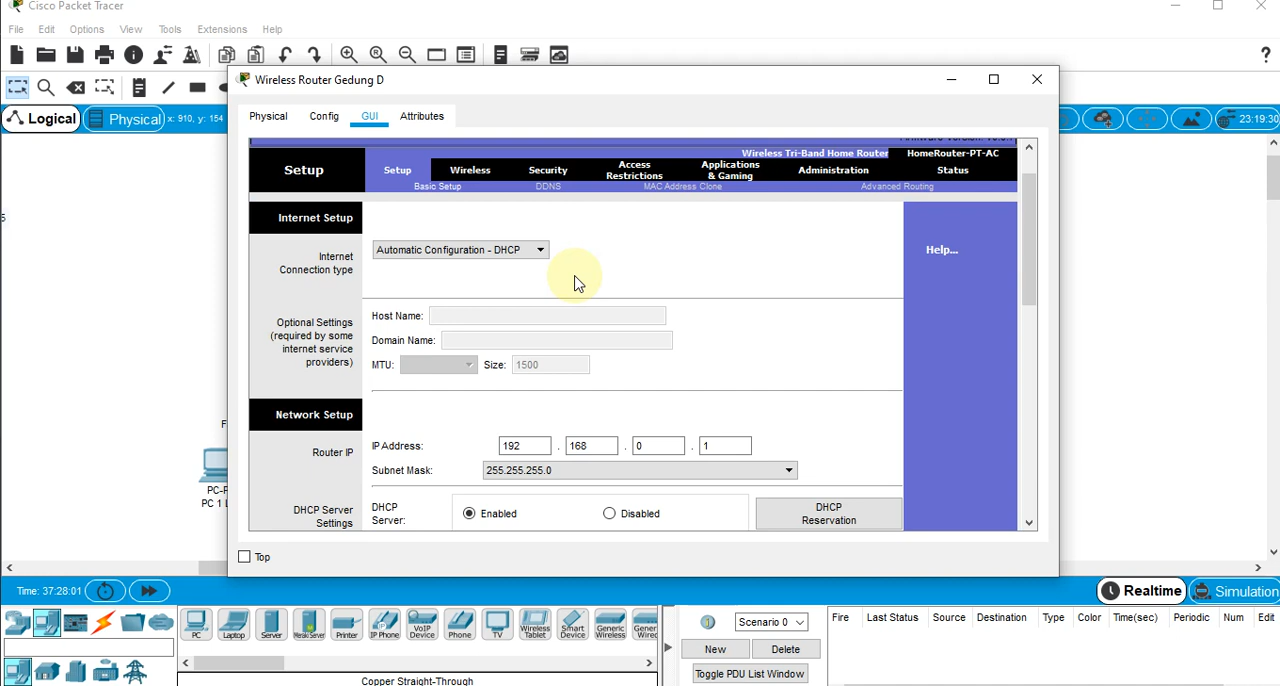 Cisco Packet Tracer
File Edit Options View Tools Extensions Help
?
Logical Physical x: 910, y: 154
23:19:30
Wireless Router Gedung D
Physical Config GUI Attributes
Wireless Tri-Band Home Router HomeRouter-PT-AC
Setup
Setup Wireless Security Access Restrictions Applications & Gaming Administration Status
Basic Setup DDNS MAC Address Clone Advanced Routing
Internet Setup
Internet
Connection type
Automatic Configuration - DHCP
Help...
Optional Settings
(required by some
internet service
providers)
Host Name:
Domain Name:
MTU: Size: 1500
Network Setup
Router IP
IP Address: 192 . 168 . 0 . 1
Subnet Mask: 255.255.255.0
DHCP Server
Settings
DHCP
Server:
Enabled Disabled
DHCP
Reservation
Top
PC 1
Time: 37:28:01
Realtime Simulation
PC Laptop Server Printer IP Phone VoIP Device Phone TV Wireless Tablet Smart Device Generic Wireless
Copper Straight-Through
Scenario 0
New Delete
Toggle PDU List Window
Fire Last Status Source Destination Type Color Time(sec) Periodic Num Edit